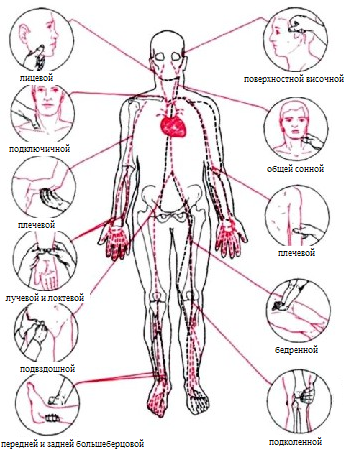 лицевой
поверхностной височной
подключичной
общей сонной
плечевой
плечевой
лучевой и локтевой
бедренной
подвздошной
передней и задней большеберцовой
подколенной